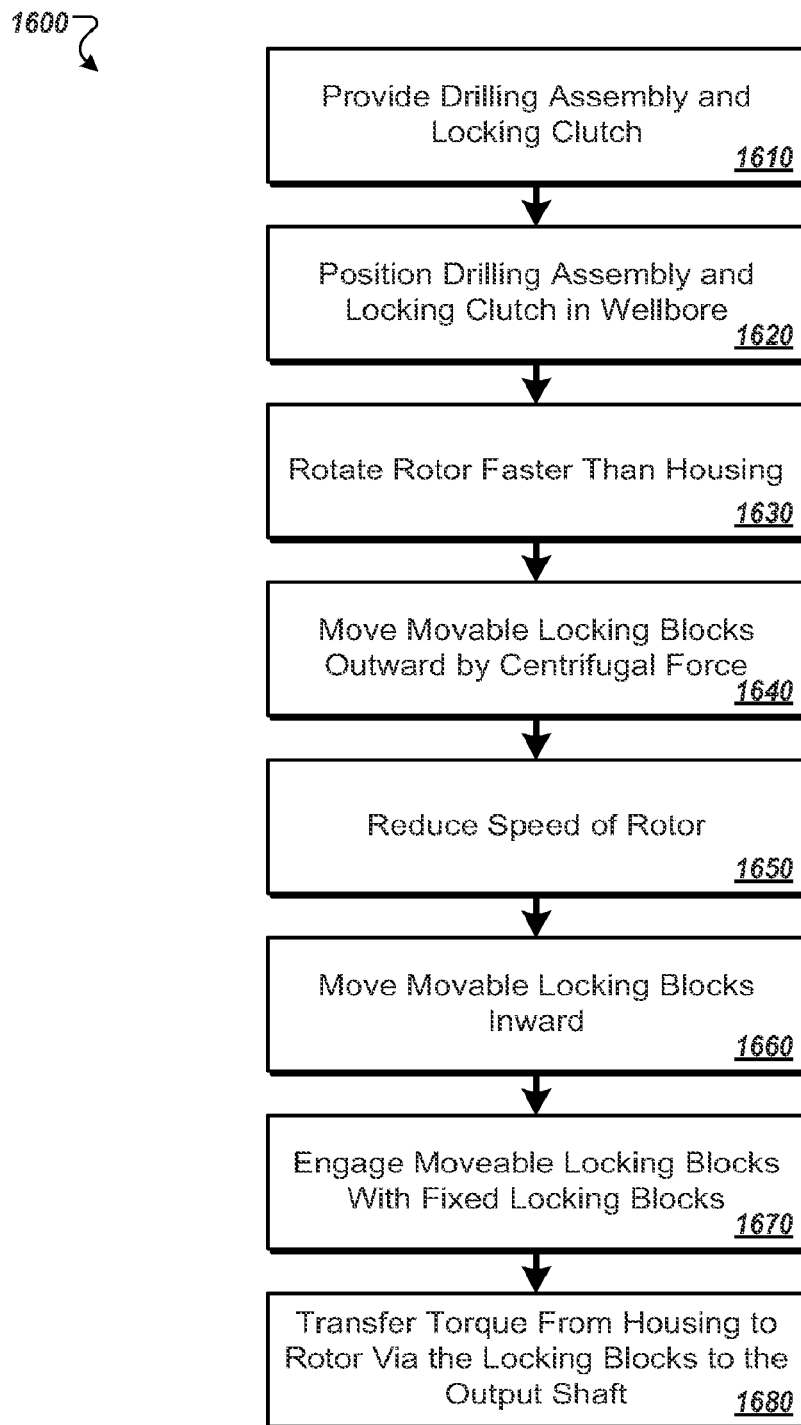 1600
Provide Drilling Assembly and
Locking Clutch
1610
Position Drilling Assembly and
Locking Clutch in Wellbore
1620
Rotate Rotor Faster Than Housing
1630
Move Movable Locking Blocks
Outward by Centrifugal Force
1640
Reduce Speed of Rotor
1650
Move Movable Locking Blocks
Inward
1660
Engage Moveable Locking Blocks
With Fixed Locking Blocks
1670
Transfer Torque From Housing to
Rotor Via the Locking Blocks to the
Output Shaft
1680